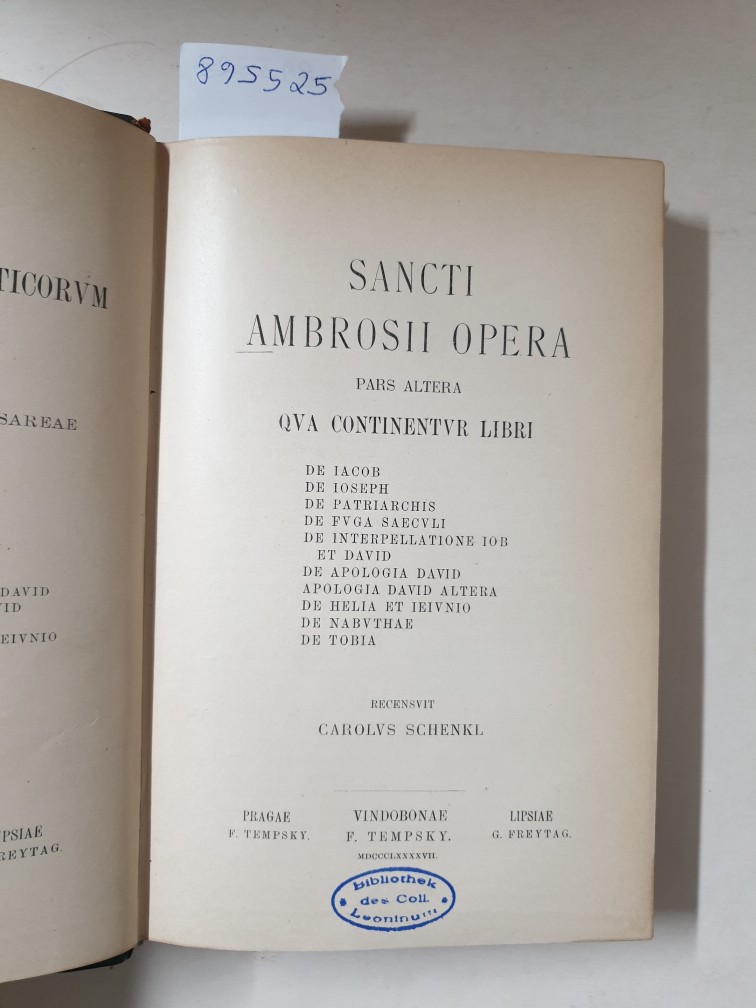 895525
TICORVM
SAREAE
DAVID
VID
EIVNIO
PSIAE
REYTAG.
SANCTI
AMBROSII OPERA
PARS ALTERA
QVA CONTINENTVR LIBRI
DE IACOB
DE IOSEPH
DE PATRIARCHIS
DE FVGA SAECVLI
DE INTERPELLATIONE IOB
ET DAVID
DE APOLOGIA DAVID
APOLOGIA DAVID ALTERA
DE HELIA ET IEIVNIO
DE NABVTHAE
DE TOBIA
RECENSVIT
CAROLVS SCHENKL
PRAGAE VINDOBONAE LIPSIAE
F. TEMPSKY. F. TEMPSKY. G. FREYTAG.
MDCCCLXXXXVII.
Bibliothek
des Coll.
Leoninum